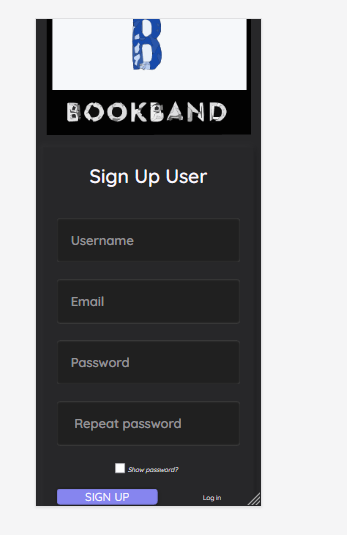 B
BOOKBAND
Sign Up User
Username
Email
Password
Repeat password
Show password?
SIGN UP
Log in